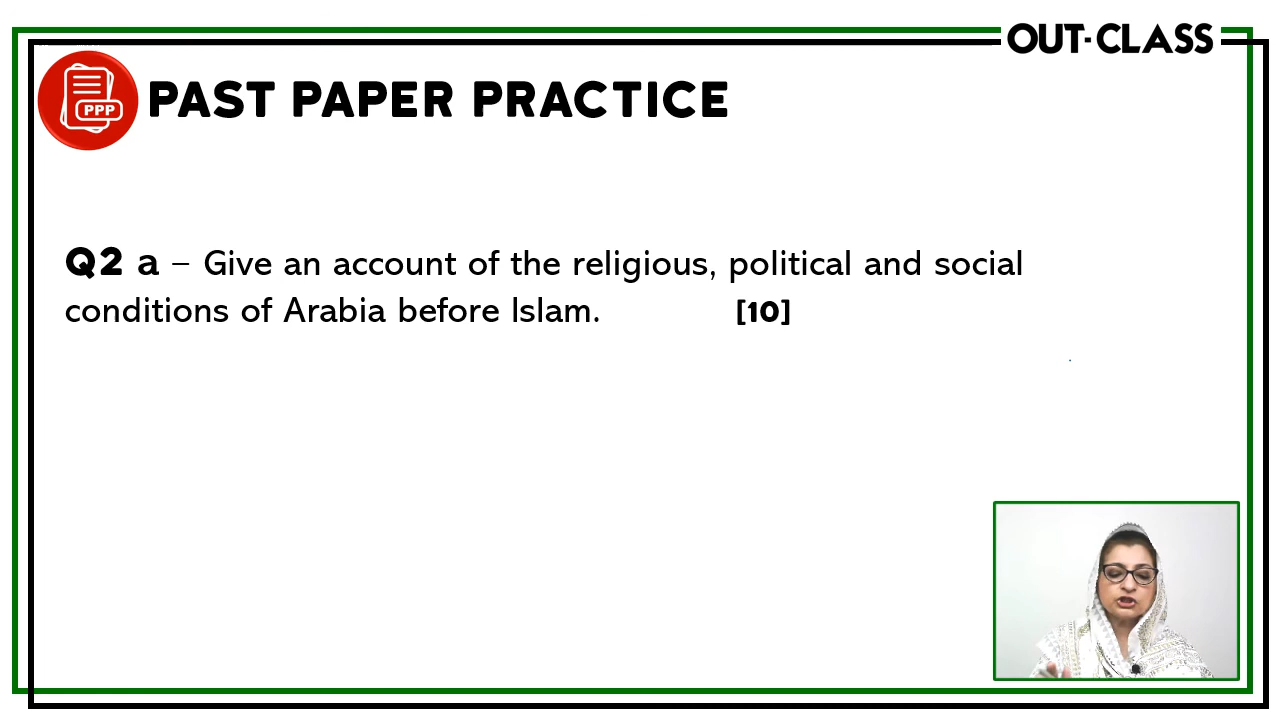 OUT-CLASS
PPP
PAST PAPER PRACTICE
Q2 a – Give an account of the religious, political and social
conditions of Arabia before Islam. [10]